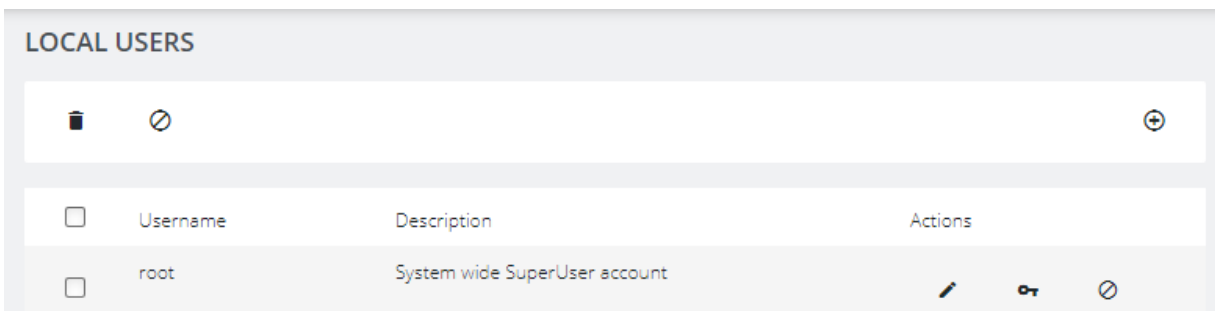 LOCAL USERS
Username Description Actions
root System wide SuperUser account